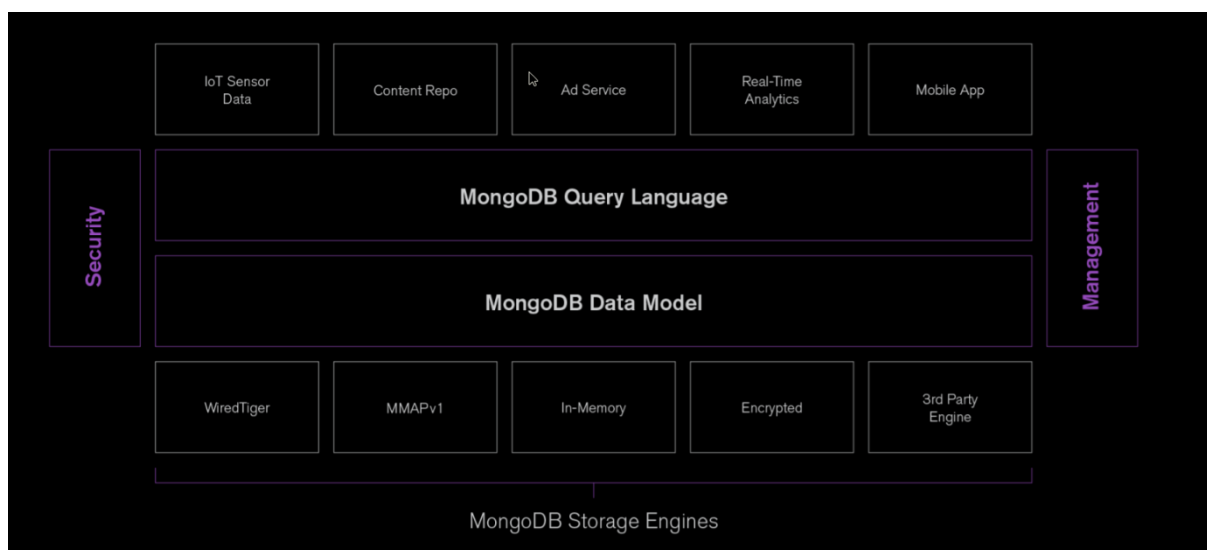 IoT Sensor
Data
Content Repo
Ad Service
Real-Time
Analytics
Mobile App
Security
MongoDB Query Language
Management
MongoDB Data Model
WiredTiger
MMAPv1
In-Memory
Encrypted
3rd Party
Engine
MongoDB Storage Engines